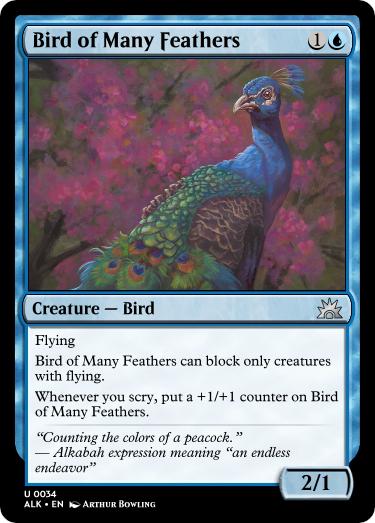 Bird of Many Feathers 1
Creature — Bird
Flying
Bird of Many Feathers can block only creatures
with flying.
Whenever you scry, put a +1/+1 counter on Bird
of Many Feathers.
“Counting the colors of a peacock.”
— Alkabah expression meaning “an endless
endeavor”
2/1
U 0034
ALK • EN Arthur Bowling